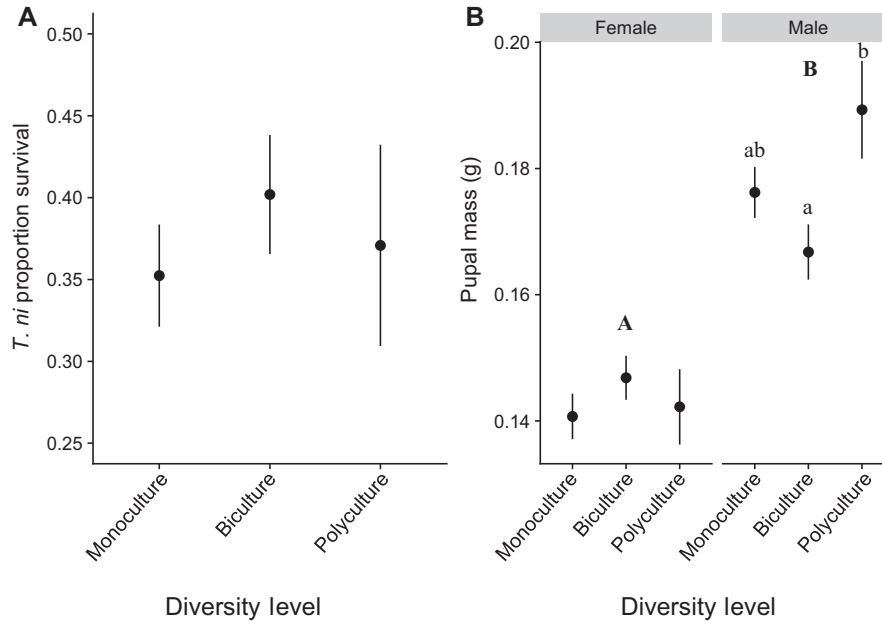 A
T. ni proportion survival
0.50
0.45
0.40
0.35
0.30
0.25
Monoculture
Biculture
Polyculture
Diversity level
B
Female
Male
Pupal mass (g)
0.20
0.18
0.16
0.14
A
B
ab
a
b
Monoculture
Biculture
Polyculture
Monoculture
Biculture
Polyculture
Diversity level